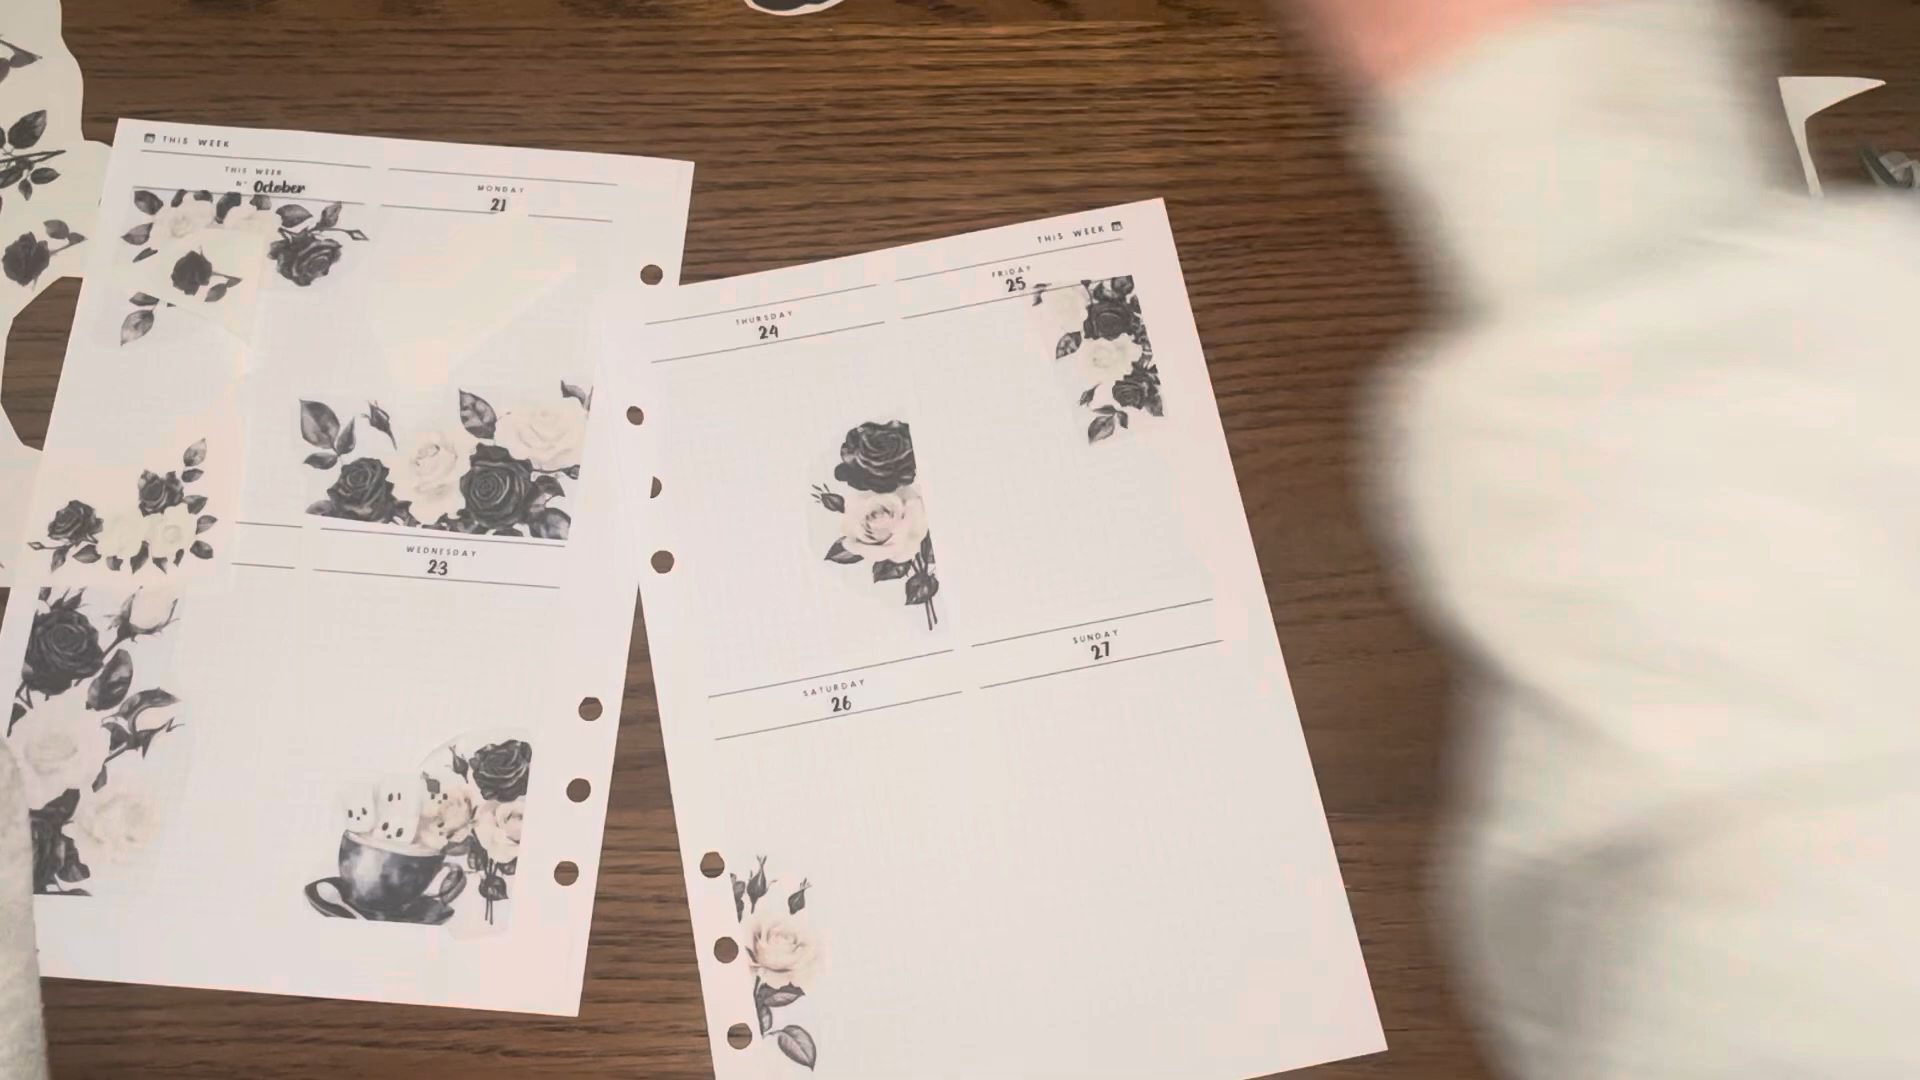 THIS WEEK
THIS WEEK
N° October
MONDAY
21
WEDNESDAY
23
THIS WEEK
THURSDAY
24
FRIDAY
25
SATURDAY
26
SUNDAY
27